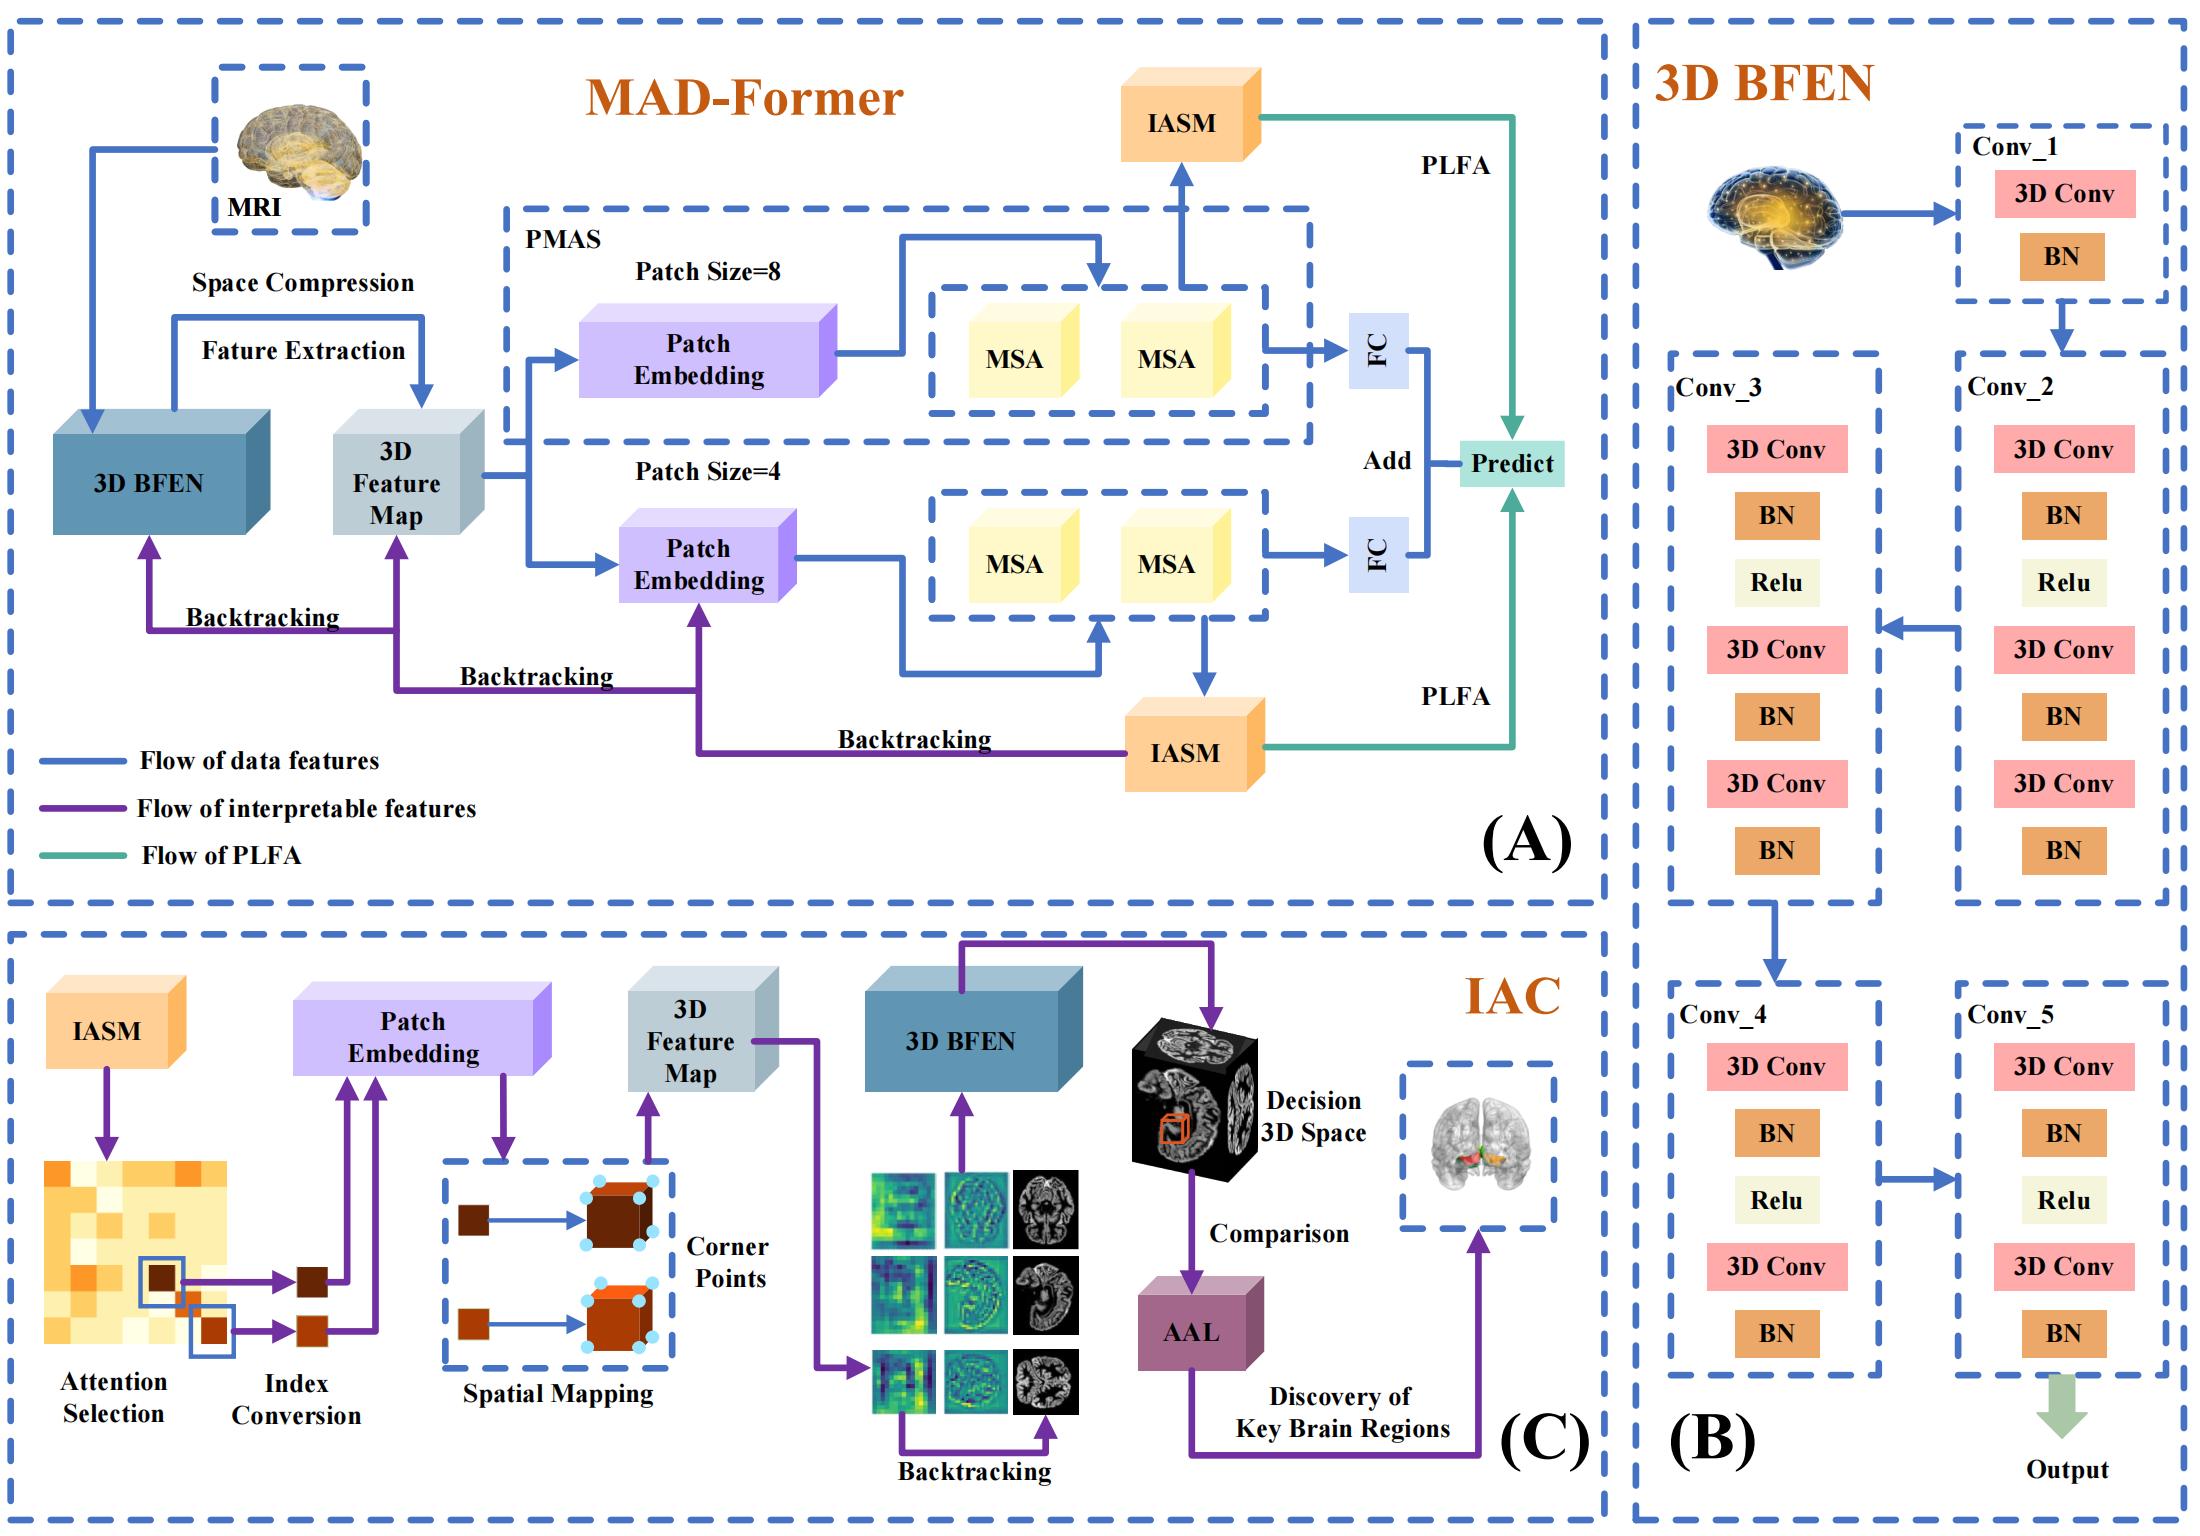 MAD-Former
MRI
Space Compression
Fature Extraction
3D BFEN
3D
Feature
Map
PMAS
Patch Size=8
Patch
Embedding
MSA
MSA
IASM
PLFA
FC
Patch Size=4
Patch
Embedding
MSA
MSA
FC
Add
Predict
PLFA
IASM
Backtracking
Backtracking
Backtracking
Flow of data features
Flow of interpretable features
Flow of PLFA
(A)
3D BFEN
Conv_1
3D Conv
BN
Conv_2
3D Conv
BN
Relu
3D Conv
BN
3D Conv
BN
Conv_3
3D Conv
BN
Relu
3D Conv
BN
3D Conv
BN
Conv_4
3D Conv
BN
Relu
3D Conv
BN
Conv_5
3D Conv
BN
Relu
3D Conv
BN
Output
(B)
IAC
IASM
Attention
Selection
Index
Conversion
Patch
Embedding
Spatial Mapping
Corner
Points
3D
Feature
Map
3D BFEN
Backtracking
Decision
3D Space
Comparison
AAL
Discovery of
Key Brain Regions
(C)